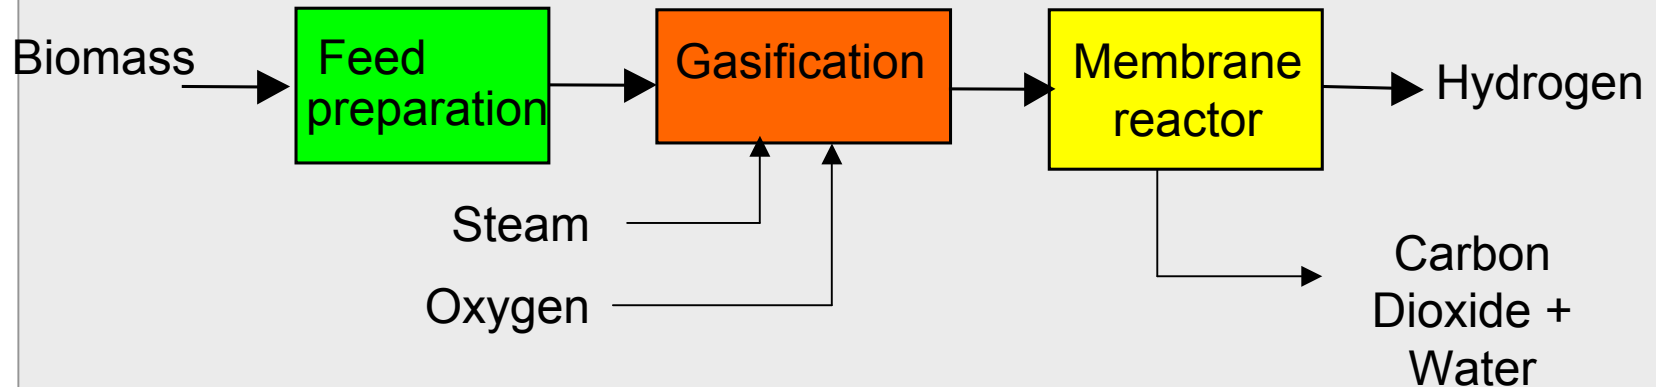 Biomass
Feed
preparation
Gasification
Membrane
reactor
Hydrogen
Steam
Oxygen
Carbon
Dioxide +
Water